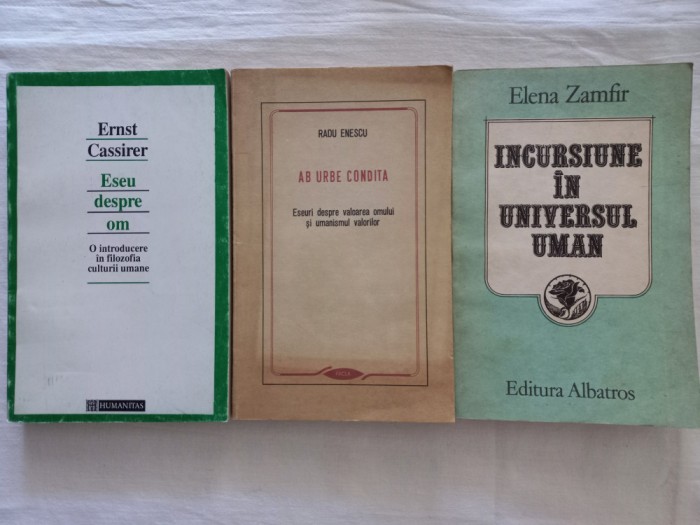 Ernst
Cassirer
Eseu
despre
om
O introducere
în filozofia
culturii umane
HUMANITAS
RADU ENESCU
AB URBE CONDITA
Eseuri despre valoarea omului
și umanismul valorilor
FACLA
Elena Zamfir
INCURSIUNE
ÎN
UNIVERSUL
UMAN
Editura Albatros